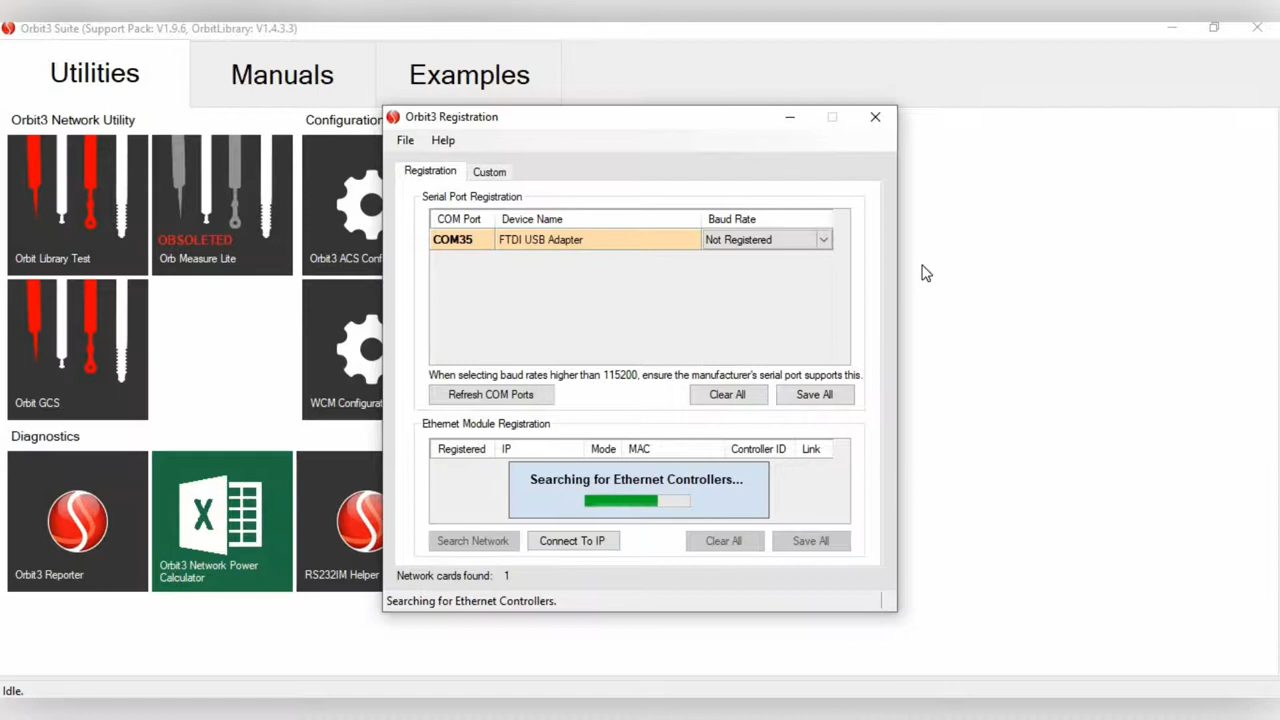 Orbit3 Suite (Support Pack: V1.9.6, OrbitLibrary: V1.4.3.3)
Utilities
Manuals
Examples
Orbit3 Network Utility
Configuration
OBSOLETED
Orbit Library Test
Orb Measure Lite
Orbit3 ACS Conf
Orbit GCS
WCM Configurat
Diagnostics
X
Orbit3 Reporter
Orbit3 Network Power
Calculator
RS232IM Helper
Idle.
Orbit3 Registration
File Help
Registration Custom
Serial Port Registration
COM Port Device Name Baud Rate
COM35 FTDI USB Adapter Not Registered
When selecting baud rates higher than 115200, ensure the manufacturer's serial port supports this.
Refresh COM Ports Clear All Save All
Ethernet Module Registration
Registered IP Mode MAC Controller ID Link
Searching for Ethernet Controllers...
Search Network Connect To IP Clear All Save All
Network cards found: 1
Searching for Ethernet Controllers.